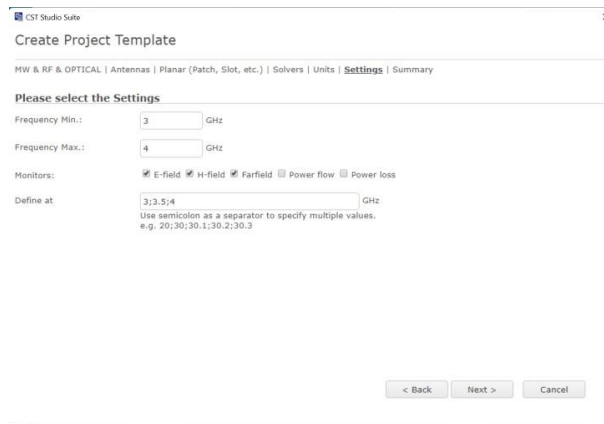 CST Studio Suite
Create Project Template
MW & RF & OPTICAL | Antennas | Planar (Patch, Slot, etc.) | Solvers | Units | Settings | Summary
Please select the Settings
Frequency Min.: 3 GHz
Frequency Max.: 4 GHz
Monitors: E-field H-field Farfield Power flow Power loss
Define at 3;3.5;4 GHz
Use semicolon as a separator to specify multiple values.
e.g. 20;30;30.1;30.2;30.3
< Back Next > Cancel